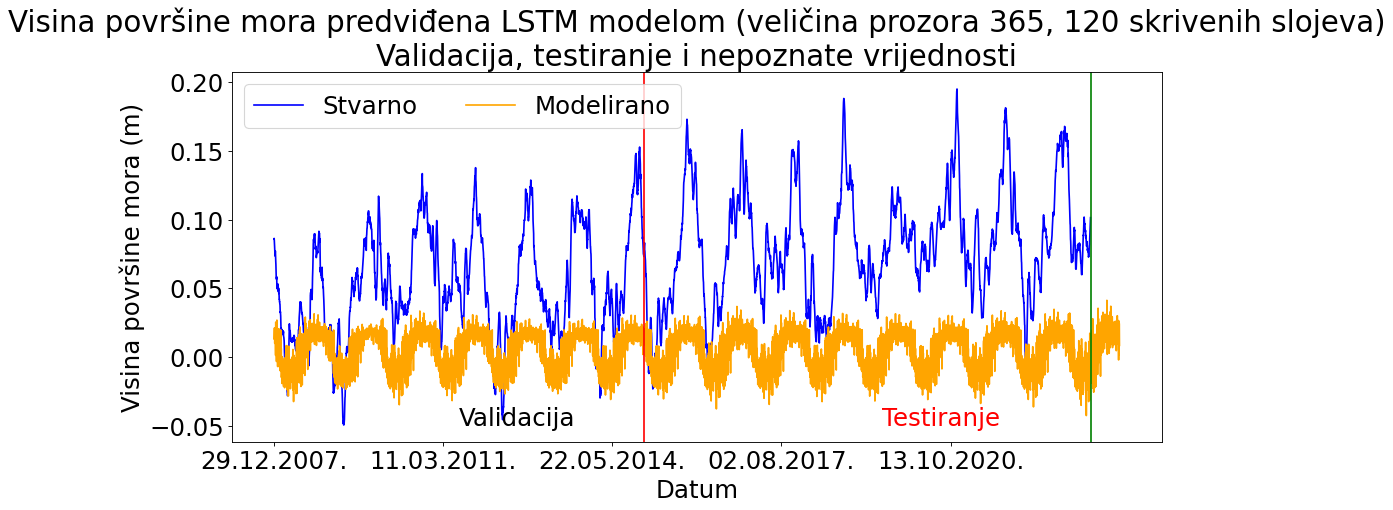 Visina površine mora predviđena LSTM modelom (veličina prozora 365, 120 skrivenih slojeva)
Validacija, testiranje i nepoznate vrijednosti
Stvarno
Modelirano
Visina površine mora (m)
0.20
0.15
0.10
0.05
0.00
−0.05
Validacija
Testiranje
29.12.2007.
11.03.2011.
22.05.2014.
02.08.2017.
13.10.2020.
Datum